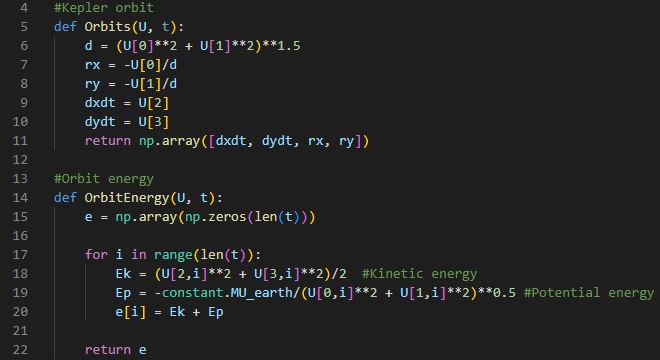 4 #Kepler orbit
5 def Orbits(U, t):
6 d = (U[0]**2 + U[1]**2)**1.5
7 rx = -U[0]/d
8 ry = -U[1]/d
9 dxdt = U[2]
10 dydt = U[3]
11 return np.array([dxdt, dydt, rx, ry])
12
13 #Orbit energy
14 def OrbitEnergy(U, t):
15 e = np.array(np.zeros(len(t)))
16
17 for i in range(len(t)):
18 Ek = (U[2,i]**2 + U[3,i]**2)/2  #Kinetic energy
19 Ep = -constant.MU_earth/(U[0,i]**2 + U[1,i]**2)**0.5 #Potential energy
20 e[i] = Ek + Ep
21
22 return e